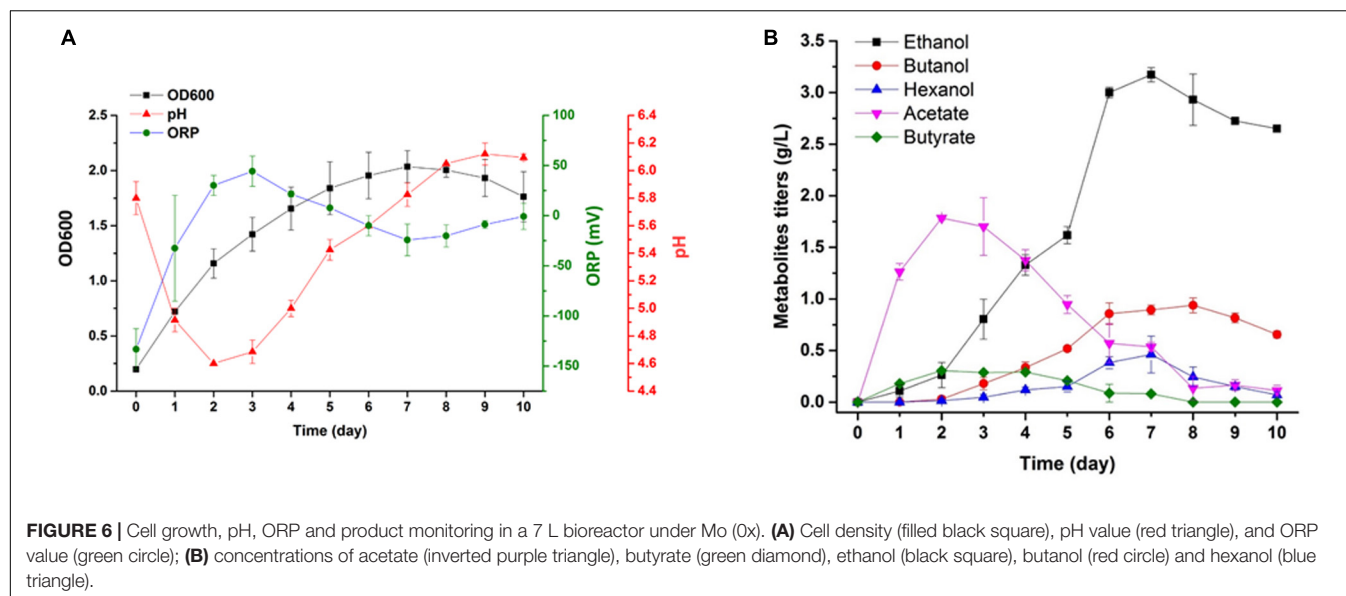 A
OD600
pH
ORP
2.5
2.0
1.5
1.0
0.5
0.0
OD600
100
50
0
-50
-100
-150
ORP (mV)
6.4
6.2
6.0
5.8
5.6
5.4
5.2
5.0
4.8
4.6
4.4
pH
0 1 2 3 4 5 6 7 8 9 10
Time (day)
B
Ethanol
Butanol
Hexanol
Acetate
Butyrate
3.5
3.0
2.5
2.0
1.5
1.0
0.5
0.0
Metabolites titers (g/L)
0 1 2 3 4 5 6 7 8 9 10
Time (day)
FIGURE 6 | Cell growth, pH, ORP and product monitoring in a 7 L bioreactor under Mo (0x). (A) Cell density (filled black square), pH value (red triangle), and ORP
value (green circle); (B) concentrations of acetate (inverted purple triangle), butyrate (green diamond), ethanol (black square), butanol (red circle) and hexanol (blue
triangle).